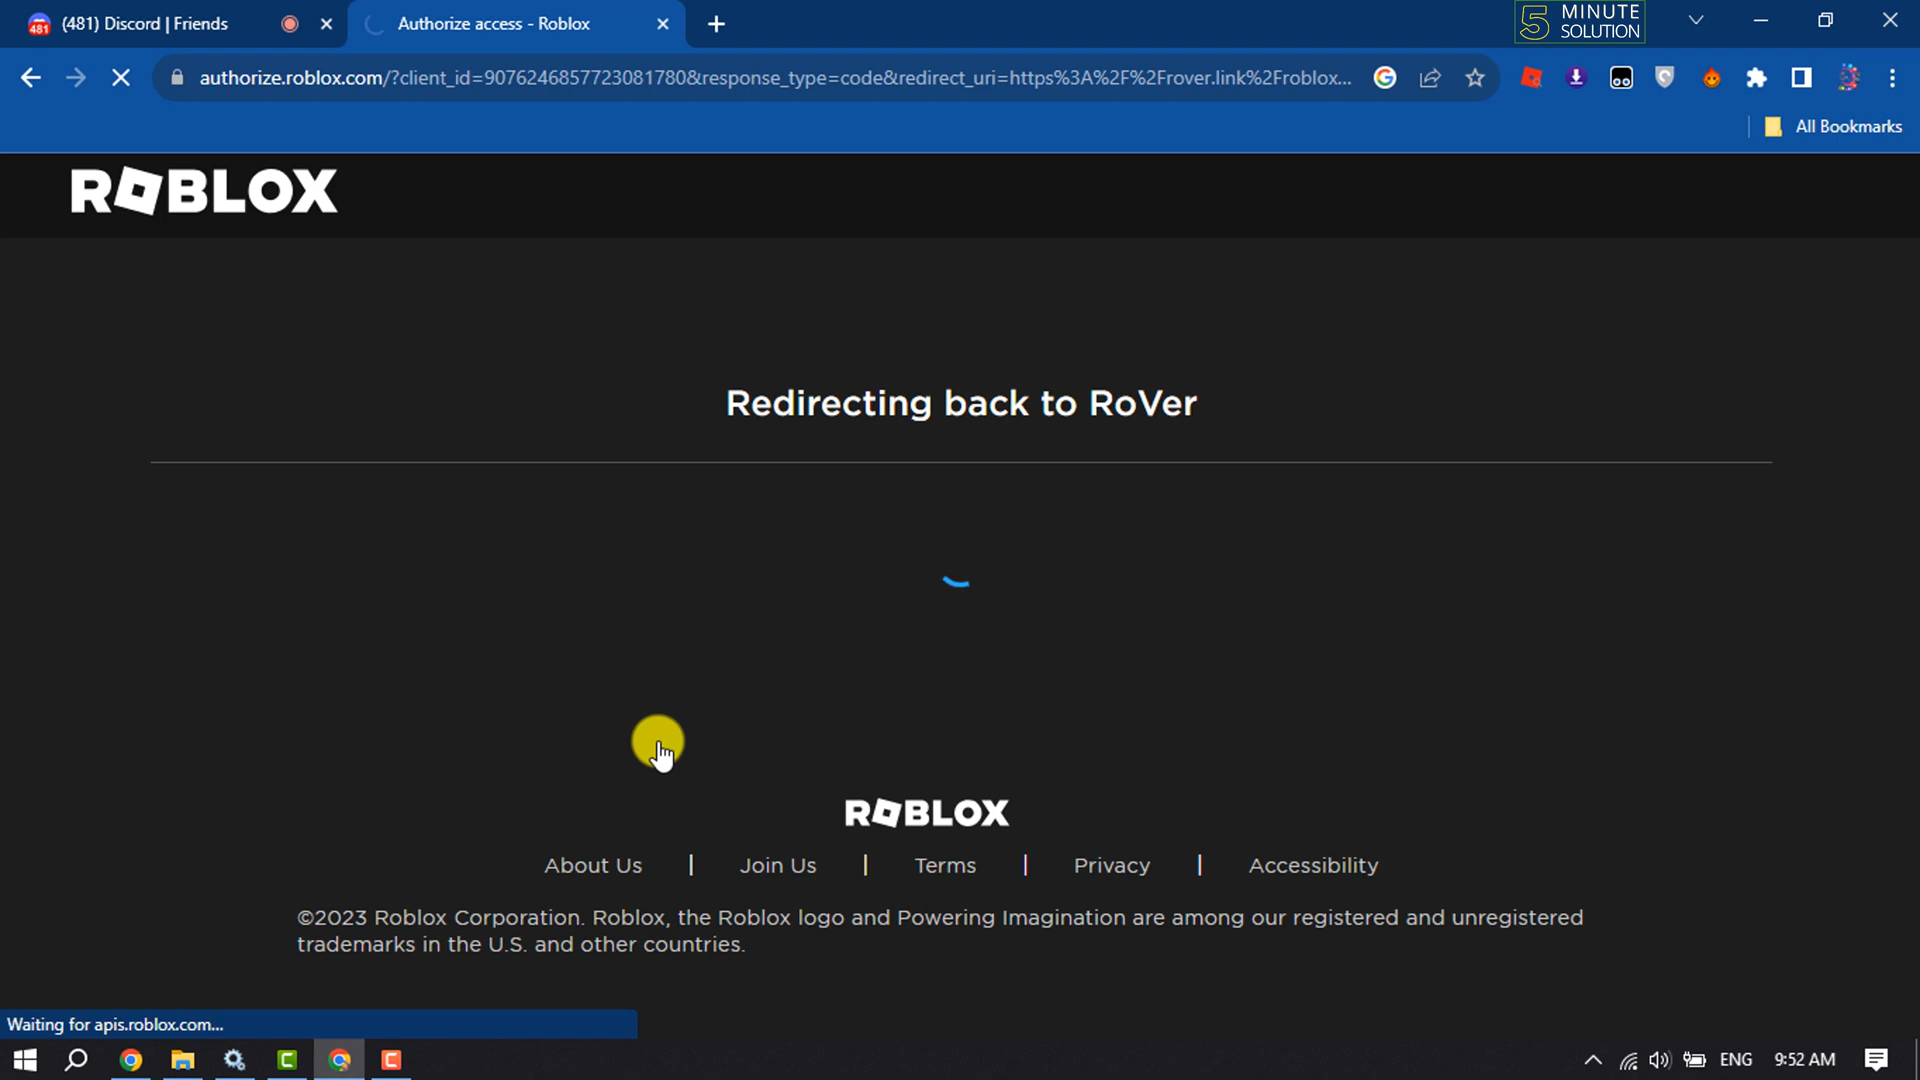 (481) Discord | Friends
Authorize access - Roblox
5 MINUTE SOLUTION
authorize.roblox.com/?client_id=9076246857723081780&response_type=code&redirect_uri=https%3A%2F%2Frover.link%2Froblox...
All Bookmarks
ROBLOX
Redirecting back to RoVer
ROBLOX
About Us | Join Us | Terms | Privacy | Accessibility
©2023 Roblox Corporation. Roblox, the Roblox logo and Powering Imagination are among our registered and unregistered
trademarks in the U.S. and other countries.
Waiting for apis.roblox.com...
ENG 9:52 AM